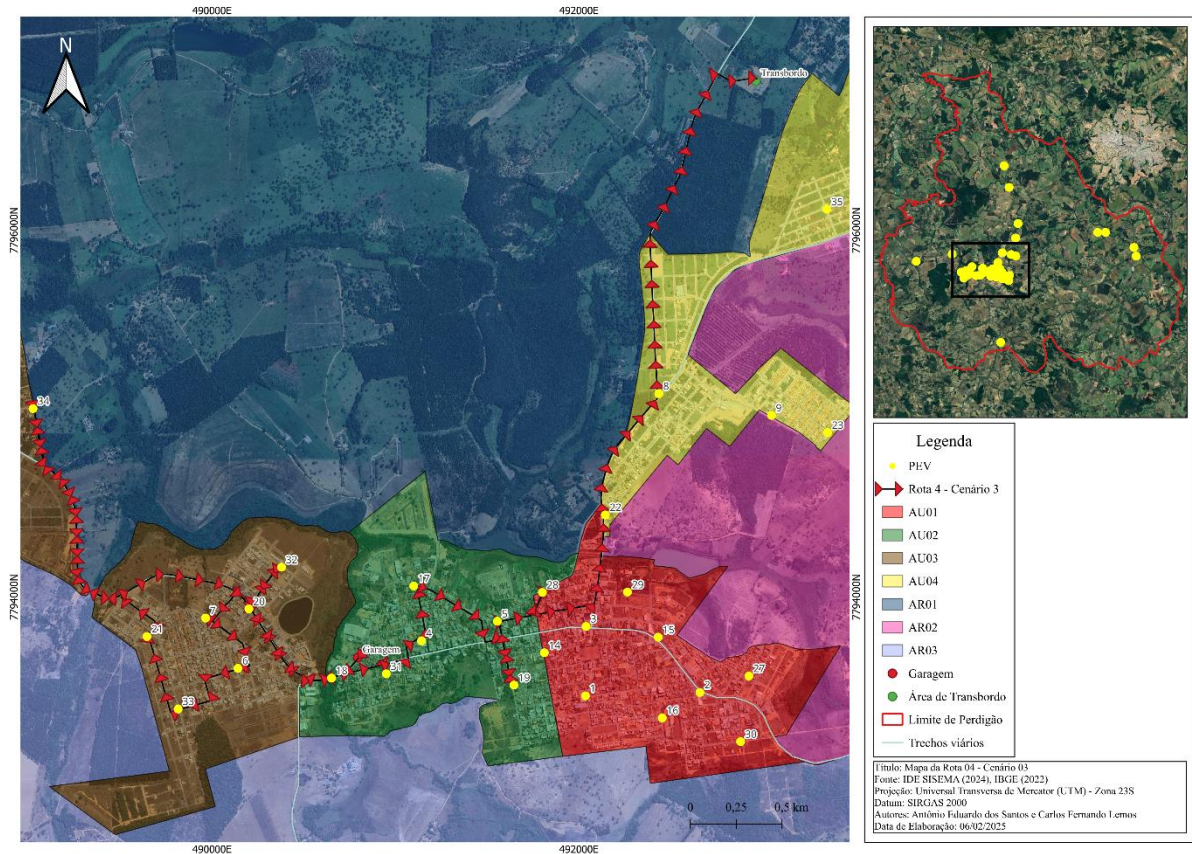 490000E
492000E
N
Transbordo
35
7796000N
7796000N
8
34
9
23
22
32
17
28
29
20
7
5
3
21
4
15
Garagem
14
6
18
31
19
27
1
2
33
16
30
7794000N
7794000N
0 0,25 0,5 km
490000E
492000E
Legenda
PEV
Rota 4 - Cenário 3
AU01
AU02
AU03
AU04
AR01
AR02
AR03
Garagem
Área de Transbordo
Limite de Perdigão
Trechos viários
Título: Mapa da Rota 04 - Cenário 03
Fonte: IDE SISEMA (2024), IBGE (2022)
Projeção: Universal Transversa de Mercator (UTM) - Zona 23S
Datum: SIRGAS 2000
Autores: Antônio Eduardo dos Santos e Carlos Fernando Lemos
Data de Elaboração: 06/02/2025